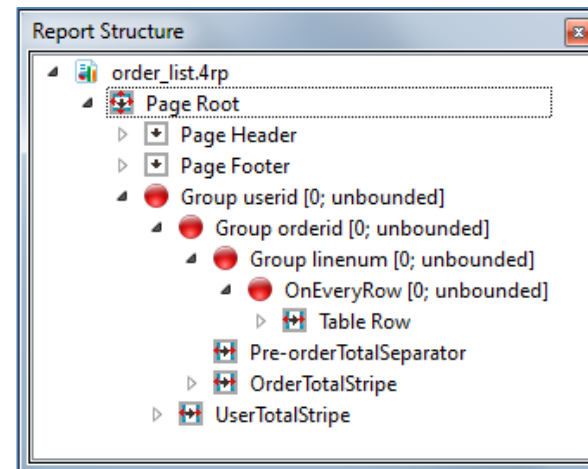 Report Structure
order_list.4rp
Page Root
Page Header
Page Footer
Group userid [0; unbounded]
Group orderid [0; unbounded]
Group linenum [0; unbounded]
OnEveryRow [0; unbounded]
Table Row
Pre-orderTotalSeparator
OrderTotalStripe
UserTotalStripe